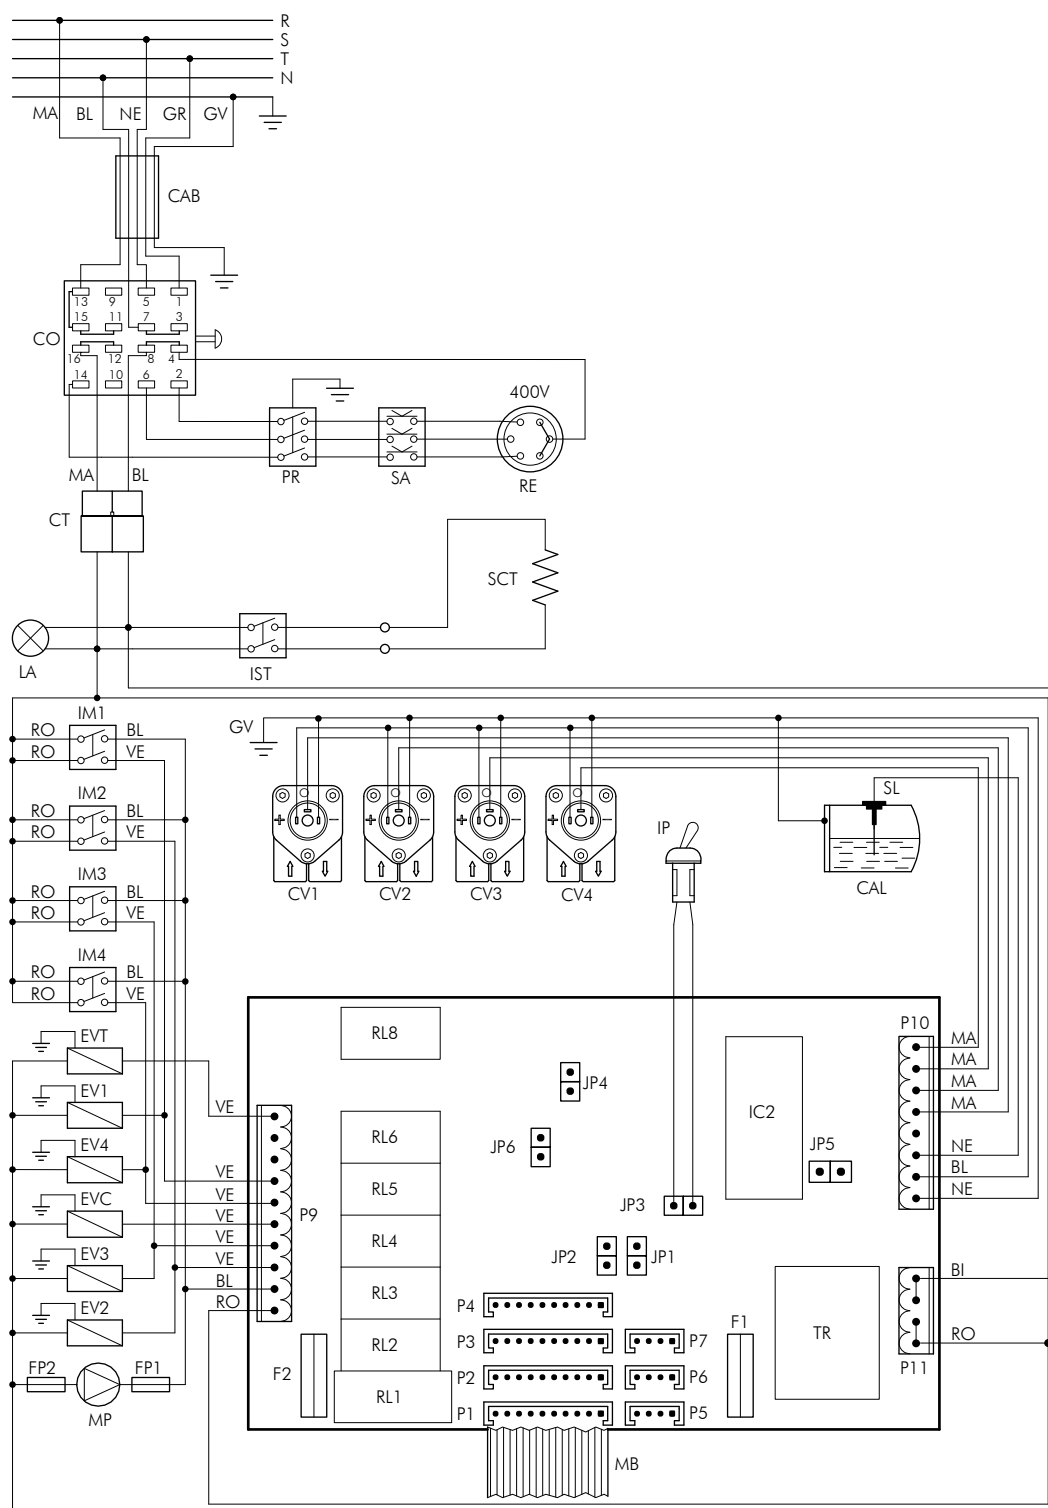 R
S
T
N
MA BL NE GR GV
CAB
13 9 5 1
15 11 7 3
CO
16 12 8 4
14 10 6 2
400V
PR SA RE
MA BL
CT
SCT
LA IST
IM1
RO BL
RO VE
IM2
RO BL
RO VE
IM3
RO BL
RO VE
IM4
RO BL
RO VE
GV
+ − + − + − + −
CV1 CV2 CV3 CV4
IP
SL
CAL
EVT
EV1
EV4
EVC
EV3
EV2
FP2 FP1
MP
VE
VE
VE
VE
VE
VE
BL
RO
P9
RL8
RL6
RL5
RL4
RL3
RL2
RL1
F2
JP4
JP6
JP3
JP2 JP1
IC2
JP5
P10
MA
MA
MA
MA
NE
BL
NE
BI
RO
P11
TR
F1
P4
P3 P7
P2 P6
P1 P5
MB